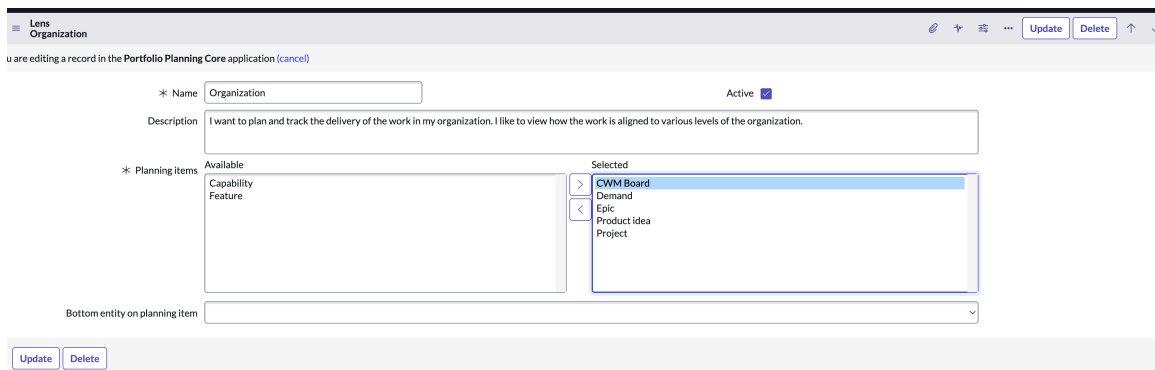 Lens
Organization
Update
Delete
u are editing a record in the Portfolio Planning Core application (cancel)
Name
Organization
Active
Description
I want to plan and track the delivery of the work in my organization. I like to view how the work is aligned to various levels of the organization.
Planning items
Available
Capability
Feature
Selected
CWM Board
Demand
Epic
Product idea
Project
Bottom entity on planning item
Update
Delete